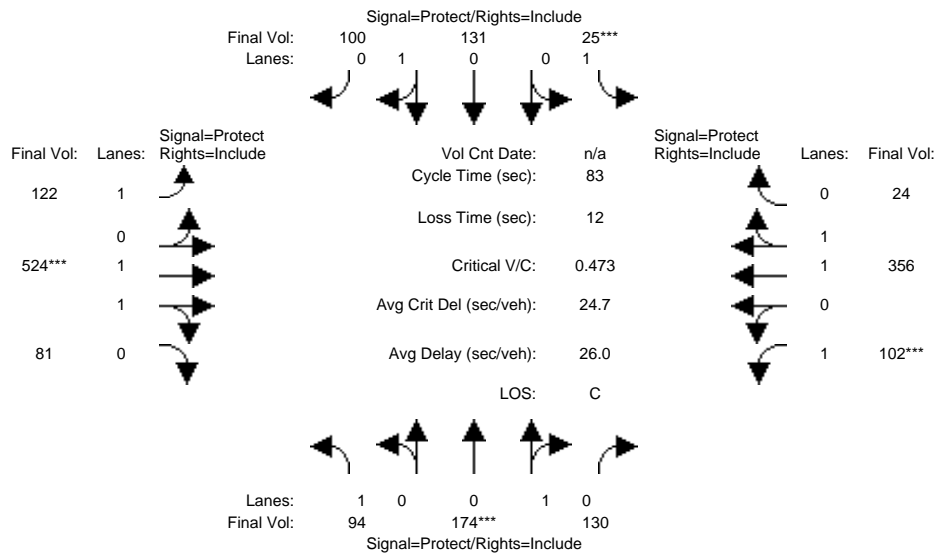 Signal=Protect/Rights=Include
Final Vol: 100 131 25***
Lanes: 0 1 0 0 1
Signal=Protect
Final Vol: Lanes: Rights=Include
Vol Cnt Date: n/a
Signal=Protect
Rights=Include Lanes: Final Vol:
122 1
Cycle Time (sec): 83
0 24
0
Loss Time (sec): 12
1
524*** 1
Critical V/C: 0.473
1 356
1
Avg Crit Del (sec/veh): 24.7
0
81 0
Avg Delay (sec/veh): 26.0
1 102***
LOS: C
Lanes: 1 0 0 1 0
Final Vol: 94 174*** 130
Signal=Protect/Rights=Include